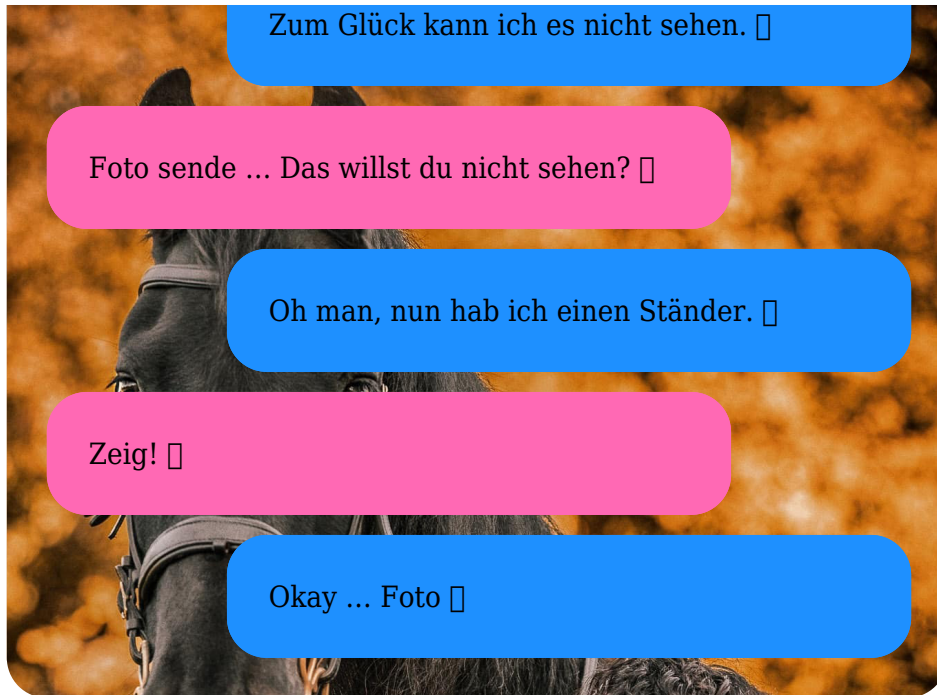 Zum Glück kann ich es nicht sehen. 
Foto sende ... Das willst du nicht sehen? 
Oh man, nun hab ich einen Ständer. 
Zeig! 
Okay ... Foto